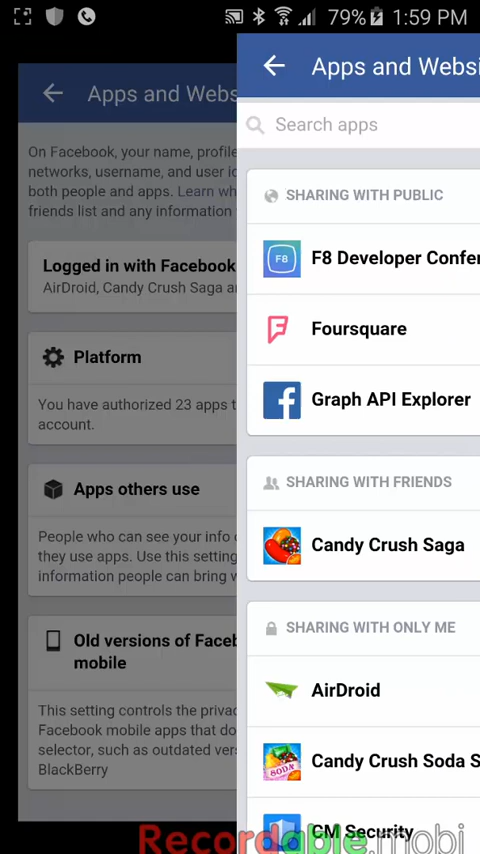 79% 1:59 PM
Apps and Webs
On Facebook, your name, profile
networks, username, and user i
both people and apps. Learn wh
friends list and any information
Logged in with Facebook
AirDroid, Candy Crush Saga a
Platform
You have authorized 23 apps t
account.
Apps others use
People who can see your info
they use apps. Use this setting
information people can bring
Old versions of Faceb
mobile
This setting controls the priva
Facebook mobile apps that do
selector, such as outdated ver
BlackBerry
Apps and Websi
Search apps
SHARING WITH PUBLIC
F8
F8 Developer Confer
Foursquare
Graph API Explorer
SHARING WITH FRIENDS
Candy Crush Saga
SHARING WITH ONLY ME
AirDroid
SODA
Candy Crush Soda S
CM Security
Recordable.mobi